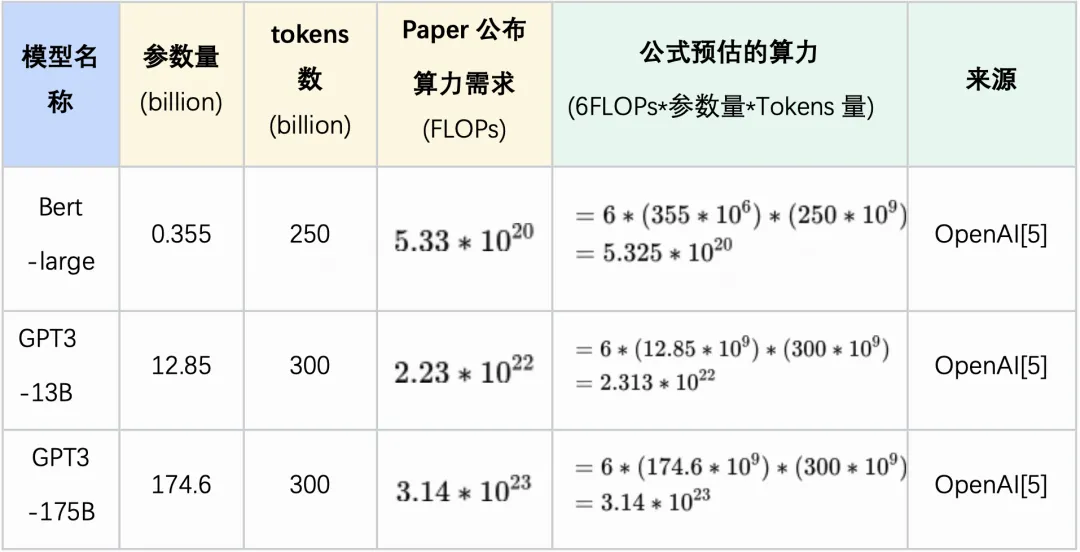 模型名
称
参数量
(billion)
tokens
数
(billion)
Paper 公布
算力需求
(FLOPs)
公式预估的算力
(6FLOPs*参数量*Tokens 量)
来源
Bert
-large
0.355
250
5.33 * 10^20
= 6 * (355 * 10^6) * (250 * 10^9)
= 5.325 * 10^20
OpenAI[5]
GPT3
-13B
12.85
300
2.23 * 10^22
= 6 * (12.85 * 10^9) * (300 * 10^9)
= 2.313 * 10^22
OpenAI[5]
GPT3
-175B
174.6
300
3.14 * 10^23
= 6 * (174.6 * 10^9) * (300 * 10^9)
= 3.14 * 10^23
OpenAI[5]